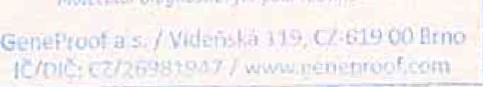 GeneProof a.s. / Vídeňská 119, CZ-619 00 Brno
IČ/DIČ: CZ/26981947 / www.geneproof.com